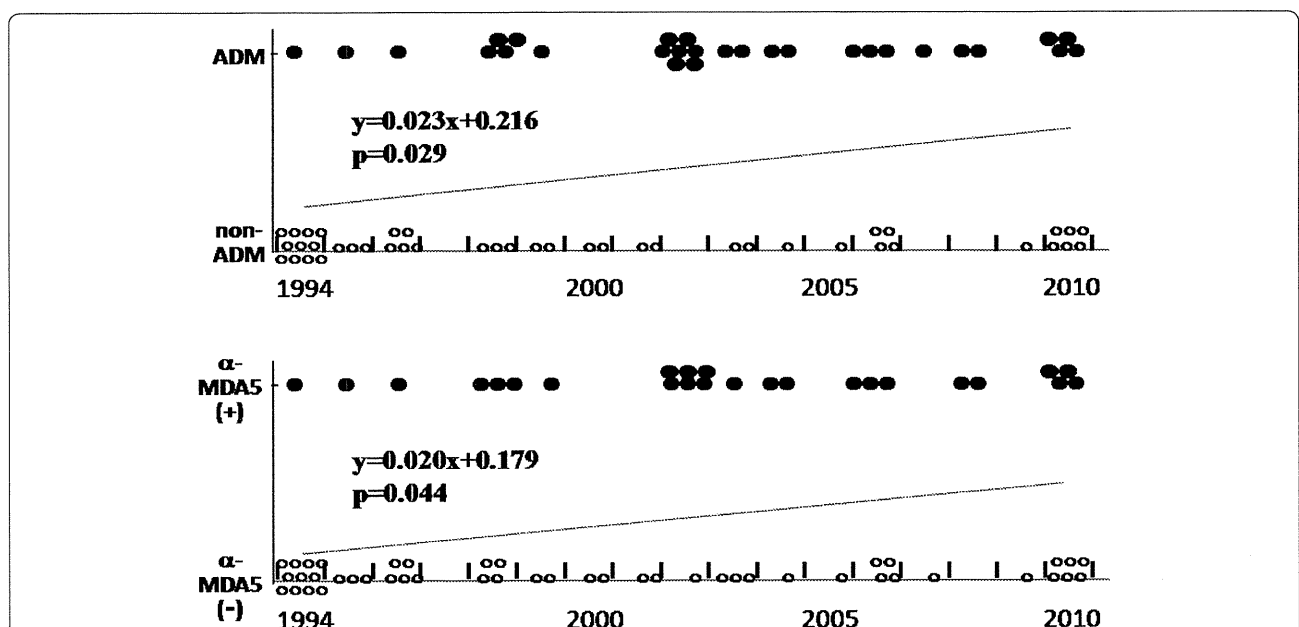 ADM
y=0.023x+0.216
p=0.029
non-
ADM
1994 2000 2005 2010
α-
MDA5
(+)
y=0.020x+0.179
p=0.044
α-
MDA5
(-)
1994 2000 2005 2010